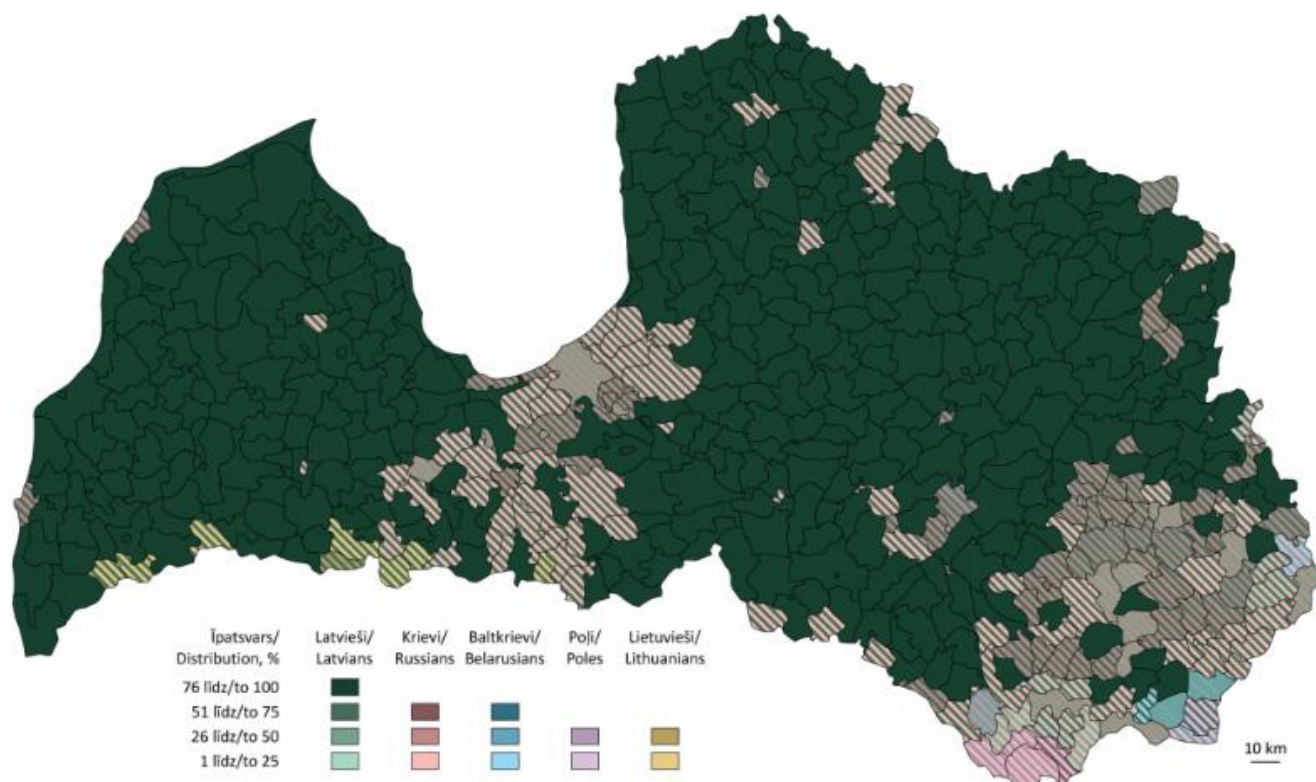 Īpatsvars/ Latvieši/ Krievi/ Baltkrievi/ Poļi/ Lietuvieši/
Distribution, % Latvians Russians Belarusians Poles Lithuanians
76 līdz/to 100
51 līdz/to 75
26 līdz/to 50
1 līdz/to 25
10 km